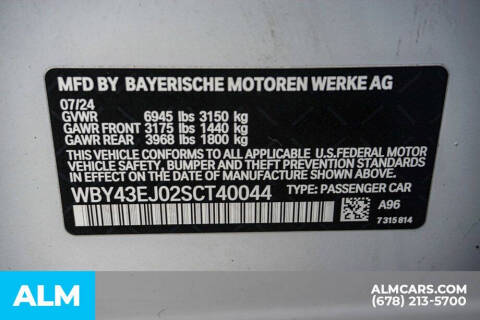 MFD BY BAYERISCHE MOTOREN WERKE AG
07/24
GVWR 6945 lbs 3150 kg
GAWR FRONT 3175 lbs 1440 kg
GAWR REAR 3968 lbs 1800 kg
THIS VEHICLE CONFORMS TO ALL APPLICABLE U.S.FEDERAL MOTOR
VEHICLE SAFETY, BUMPER AND THEFT PREVENTION STANDARDS
IN EFFECT ON THE DATE OF MANUFACTURE SHOWN ABOVE.
WBY43EJ02SCT40044 TYPE: PASSENGER CAR
A96
7 315 814
ALM
ALMCARS.COM
(678) 213-5700